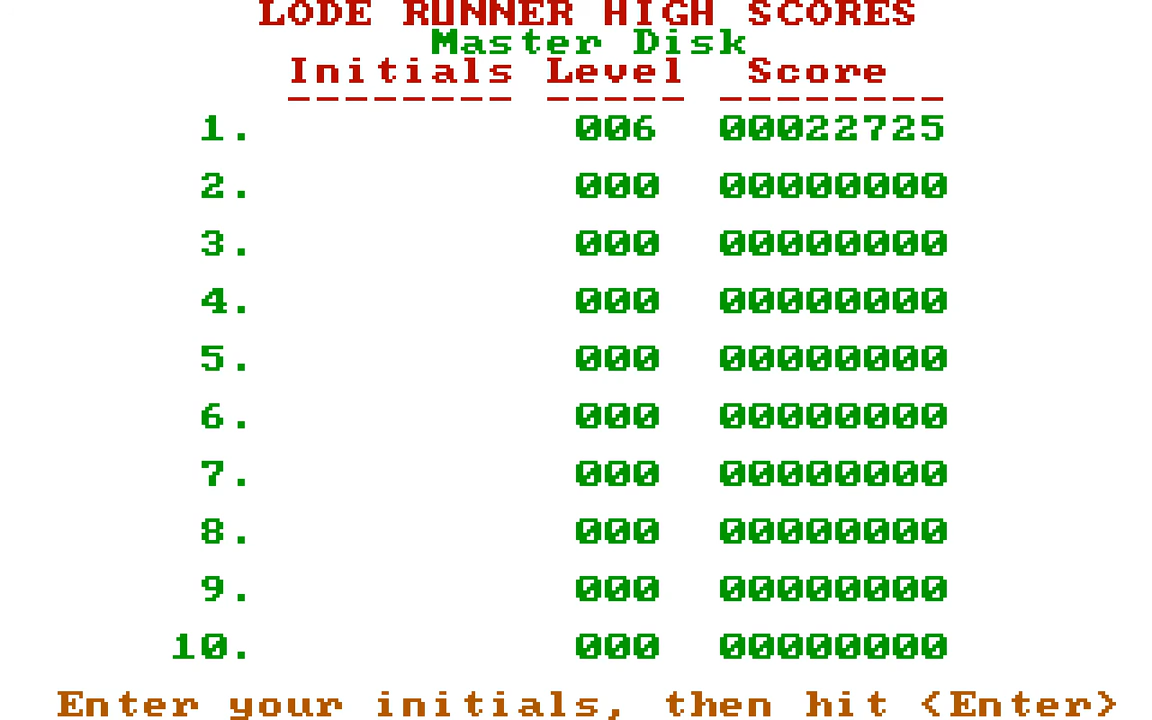 LODE RUNNER HIGH SCORES
Master Disk
Initials Level Score
-------- ----- --------
1. 006 00022725
2. 000 00000000
3. 000 00000000
4. 000 00000000
5. 000 00000000
6. 000 00000000
7. 000 00000000
8. 000 00000000
9. 000 00000000
10. 000 00000000
Enter your initials, then hit <Enter>